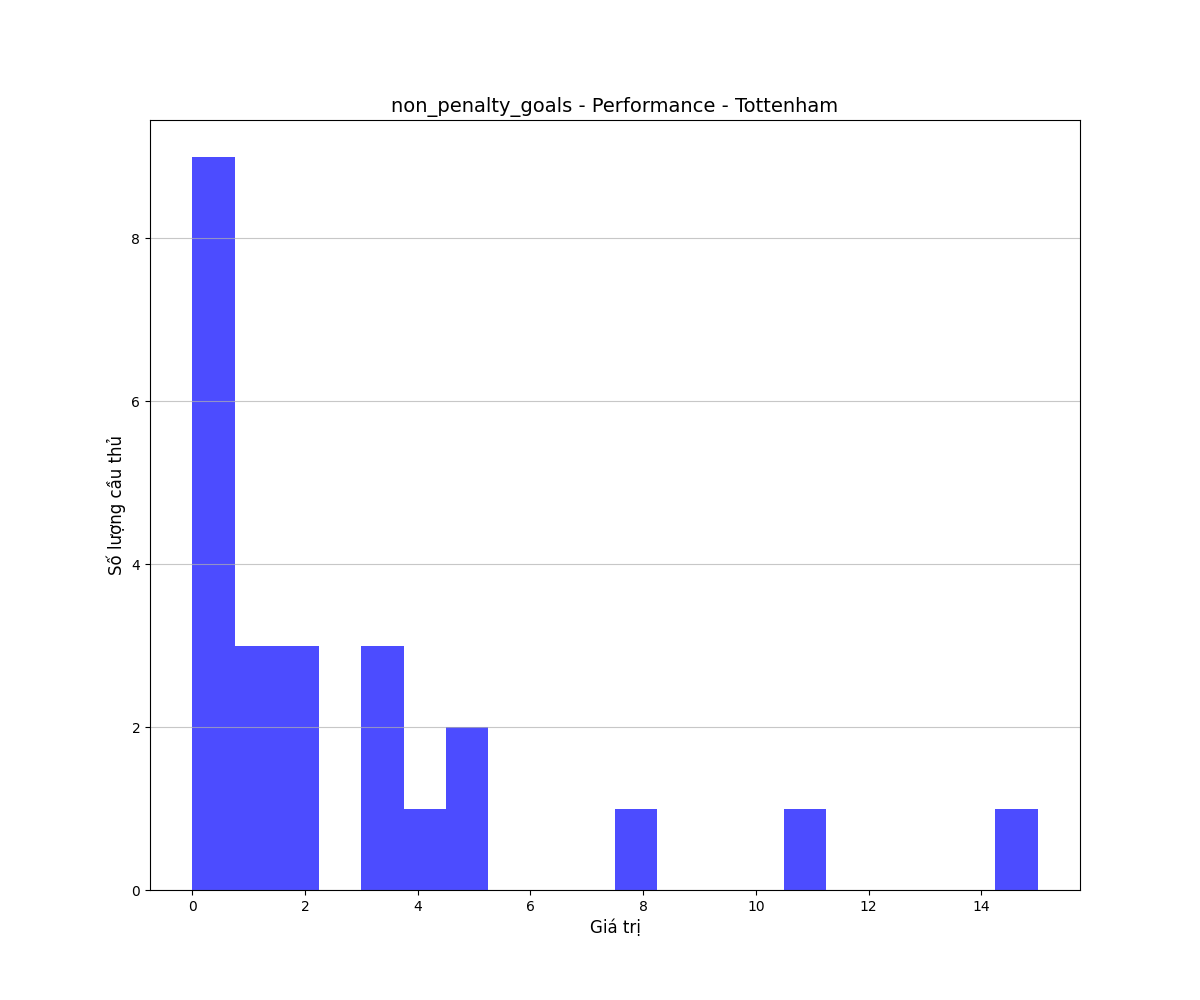 non_penalty_goals - Performance - Tottenham
Số lượng cầu thủ
8
6
4
2
0
0 2 4 6 8 10 12 14
Giá trị